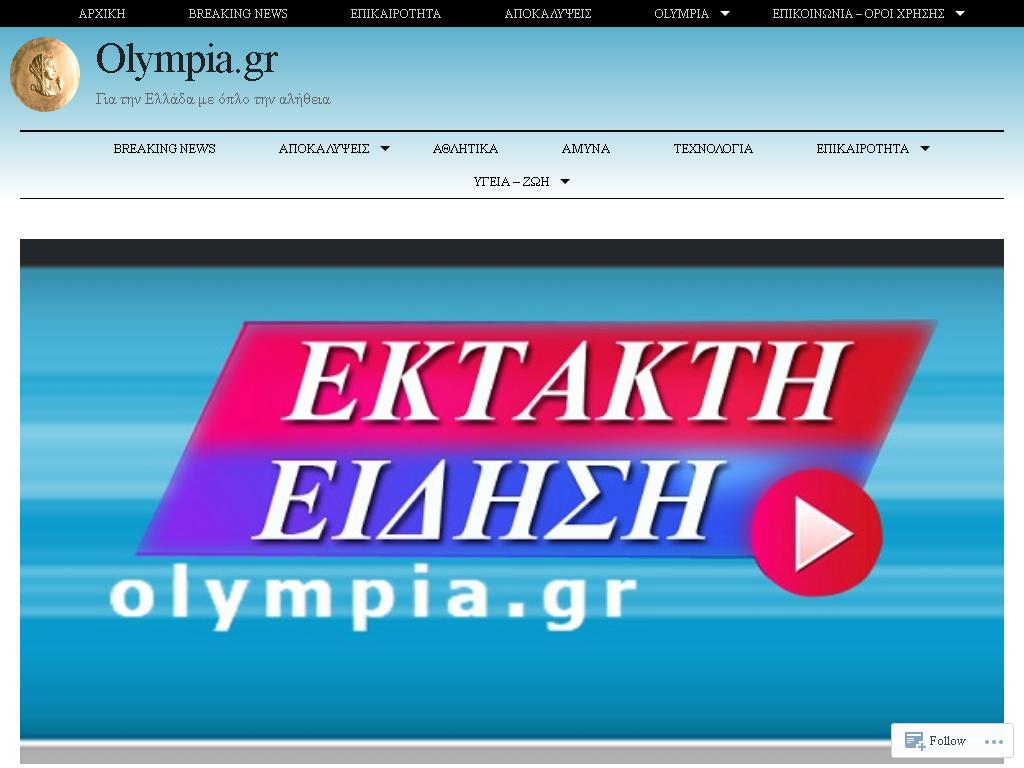 ΑΡΧΙΚΗ BREAKING NEWS ΕΠΙΚΑΙΡΟΤΗΤΑ ΑΠΟΚΑΛΥΨΕΙΣ OLYMPIA ΕΠΙΚΟΙΝΩΝΙΑ – ΟΡΟΙ ΧΡΗΣΗΣ
Olympia.gr
Για την Ελλάδα με όπλο την αλήθεια
BREAKING NEWS ΑΠΟΚΑΛΥΨΕΙΣ ΑΘΛΗΤΙΚΑ ΑΜΥΝΑ ΤΕΧΝΟΛΟΓΙΑ ΕΠΙΚΑΙΡΟΤΗΤΑ
ΥΓΕΙΑ – ΖΩΗ
ΕΚΤΑΚΤΗ
ΕΙΔΗΣΗ
olympia.gr
Follow